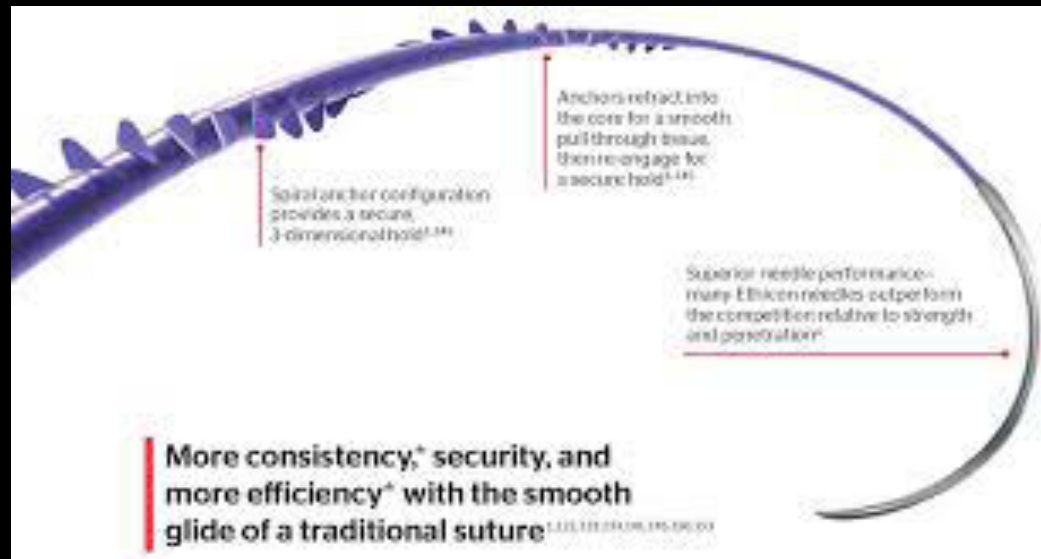 Anchors retract into
the core for a smooth
pull through tissue,
then re-engage for
a secure hold
Spiral anchor configuration
provides a secure,
3-dimensional hold
Superior needle performance–
many Ethicon needles outperform
the competition relative to strength
and penetration
More consistency,* security, and
more efficiency* with the smooth
glide of a traditional suture